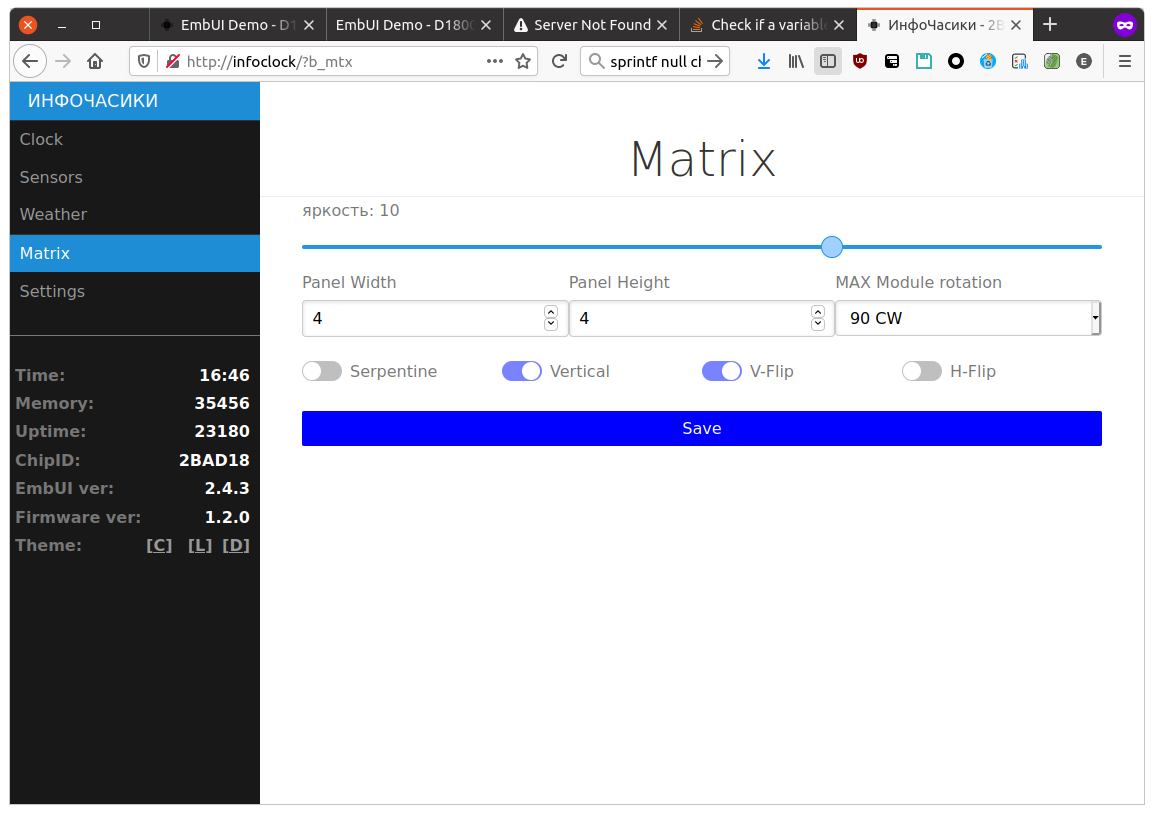 EmbUI Demo - D1
EmbUI Demo - D180
Server Not Found
Check if a variable
ИнфоЧасики - 2B
http://infoclock/?b_mtx
sprintf null cl
ИНФОЧАСИКИ
Clock
Sensors
Weather
Matrix
Settings
Time: 16:46
Memory: 35456
Uptime: 23180
ChipID: 2BAD18
EmbUI ver: 2.4.3
Firmware ver: 1.2.0
Theme: [C] [L] [D]
Matrix
яркость: 10
Panel Width Panel Height MAX Module rotation
4 4 90 CW
Serpentine Vertical V-Flip H-Flip
Save